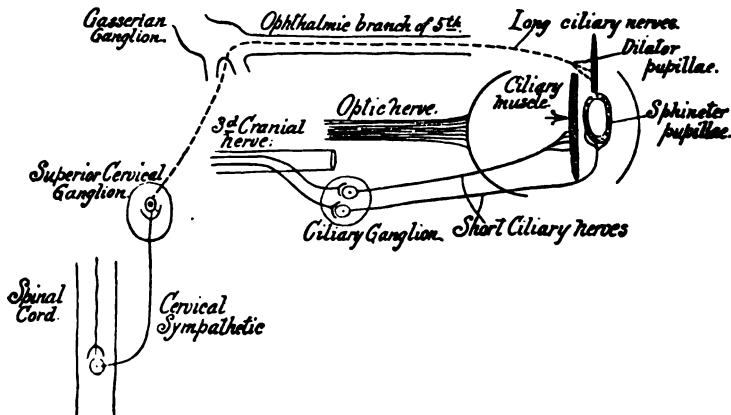 Gasserian
Ganglion.
Ophthalmic branch of 5th.
Long ciliary nerves.
Dilator
pupillae.
Ciliary
muscle.
Optic nerve.
Sphincter
pupillae.
3d Cranial
nerve.
Superior Cervical
Ganglion.
Ciliary Ganglion.
Short Ciliary nerves
Spinal
Cord.
Cervical
Sympathetic